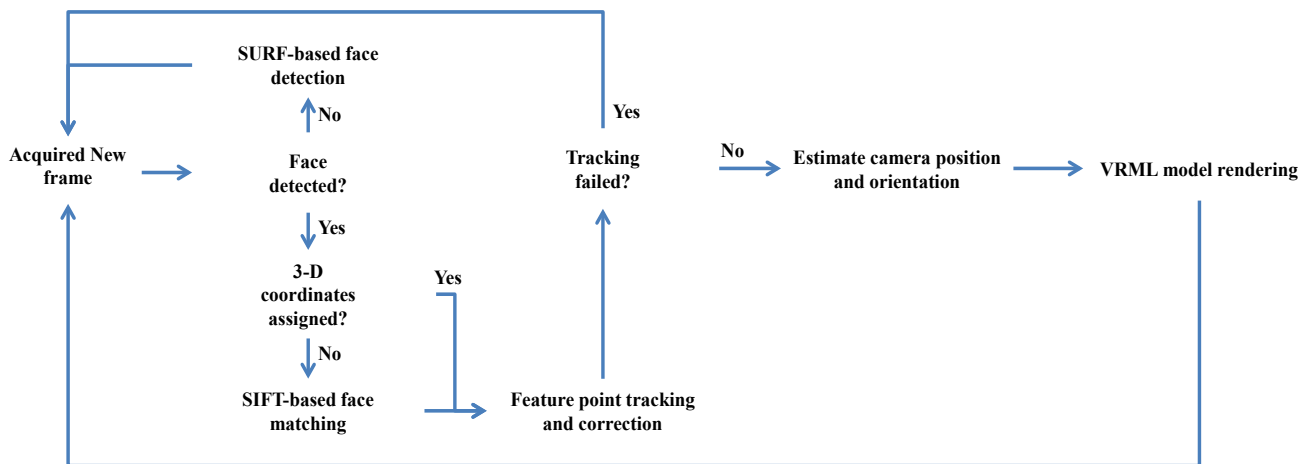 SURF-based face
detection
No
Yes
Acquired New
frame
Face
detected?
Tracking
failed?
No
Estimate camera position
and orientation
VRML model rendering
Yes
3-D
coordinates
assigned?
Yes
No
SIFT-based face
matching
Feature point tracking
and correction